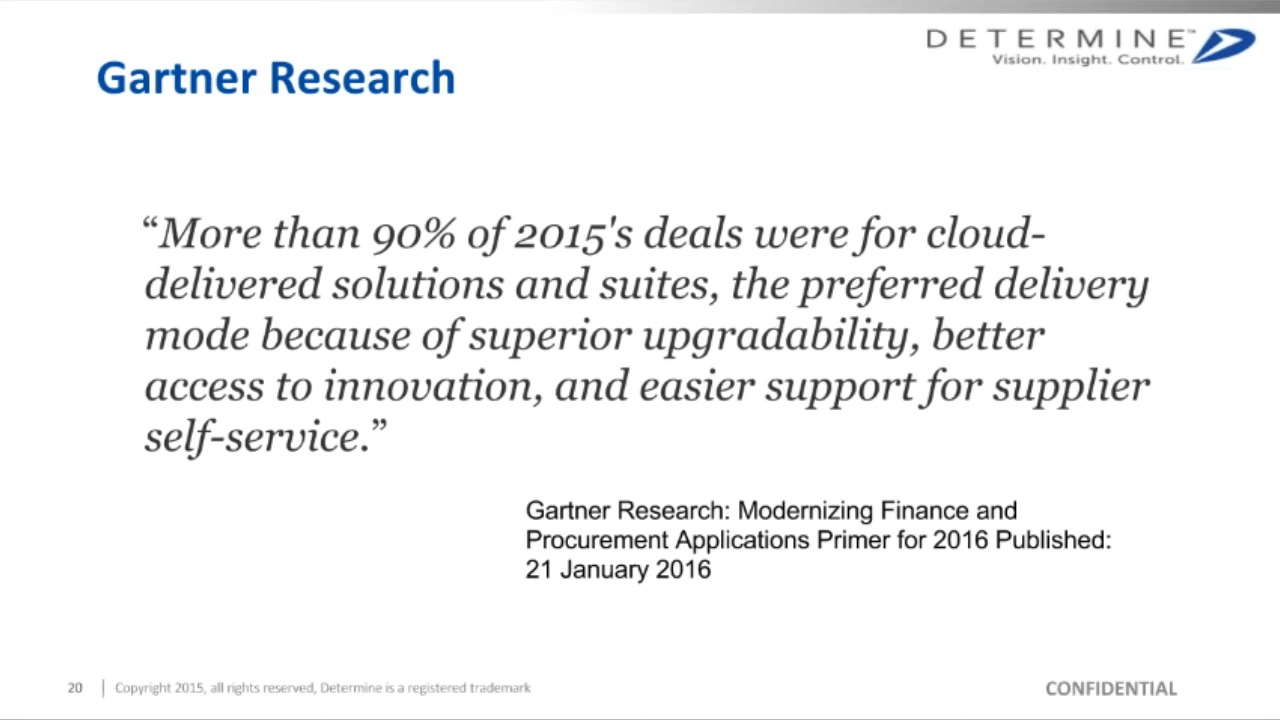 DETERMINE™
Vision. Insight. Control.
Gartner Research
“More than 90% of 2015's deals were for cloud-
delivered solutions and suites, the preferred delivery
mode because of superior upgradability, better
access to innovation, and easier support for supplier
self-service.”
Gartner Research: Modernizing Finance and
Procurement Applications Primer for 2016 Published:
21 January 2016
20 | Copyright 2015, all rights reserved, Determine is a registered trademark
CONFIDENTIAL